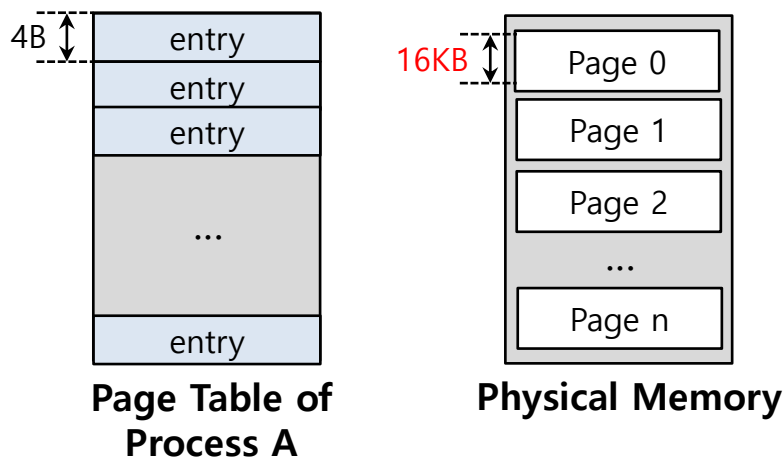 4B
entry
entry
entry
...
entry
Page Table of
Process A
16KB
Page 0
Page 1
Page 2
...
Page n
Physical Memory